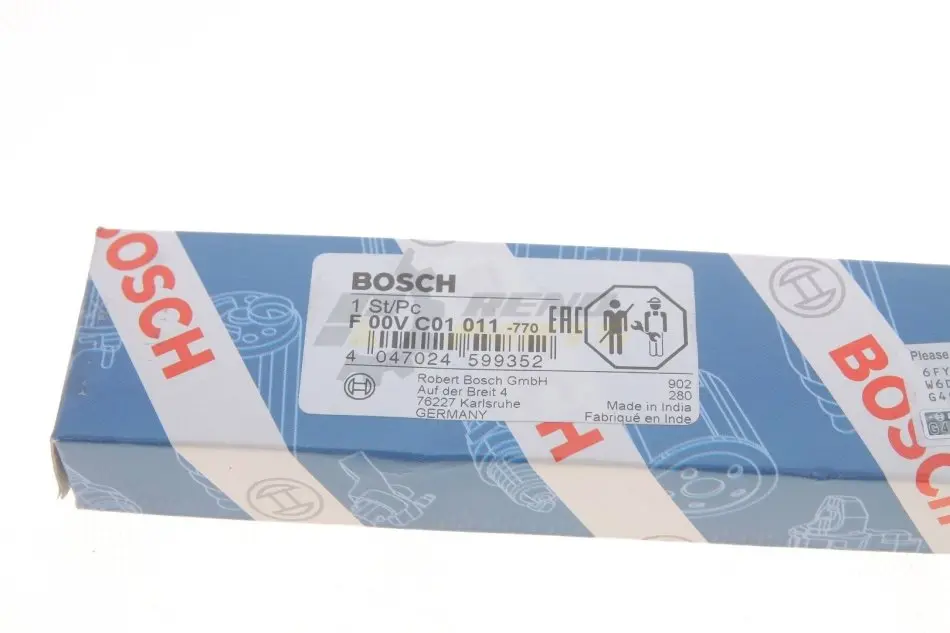 BOSCH
BOSCH
1 St/Pc
F 00V C01 011 -770
EAC
4 047024 599352
Robert Bosch GmbH
Auf der Breit 4
76227 Karlsruhe
GERMANY
902
280
Made in India
Fabriqué en Inde
H
BOSCH
Please
6FY